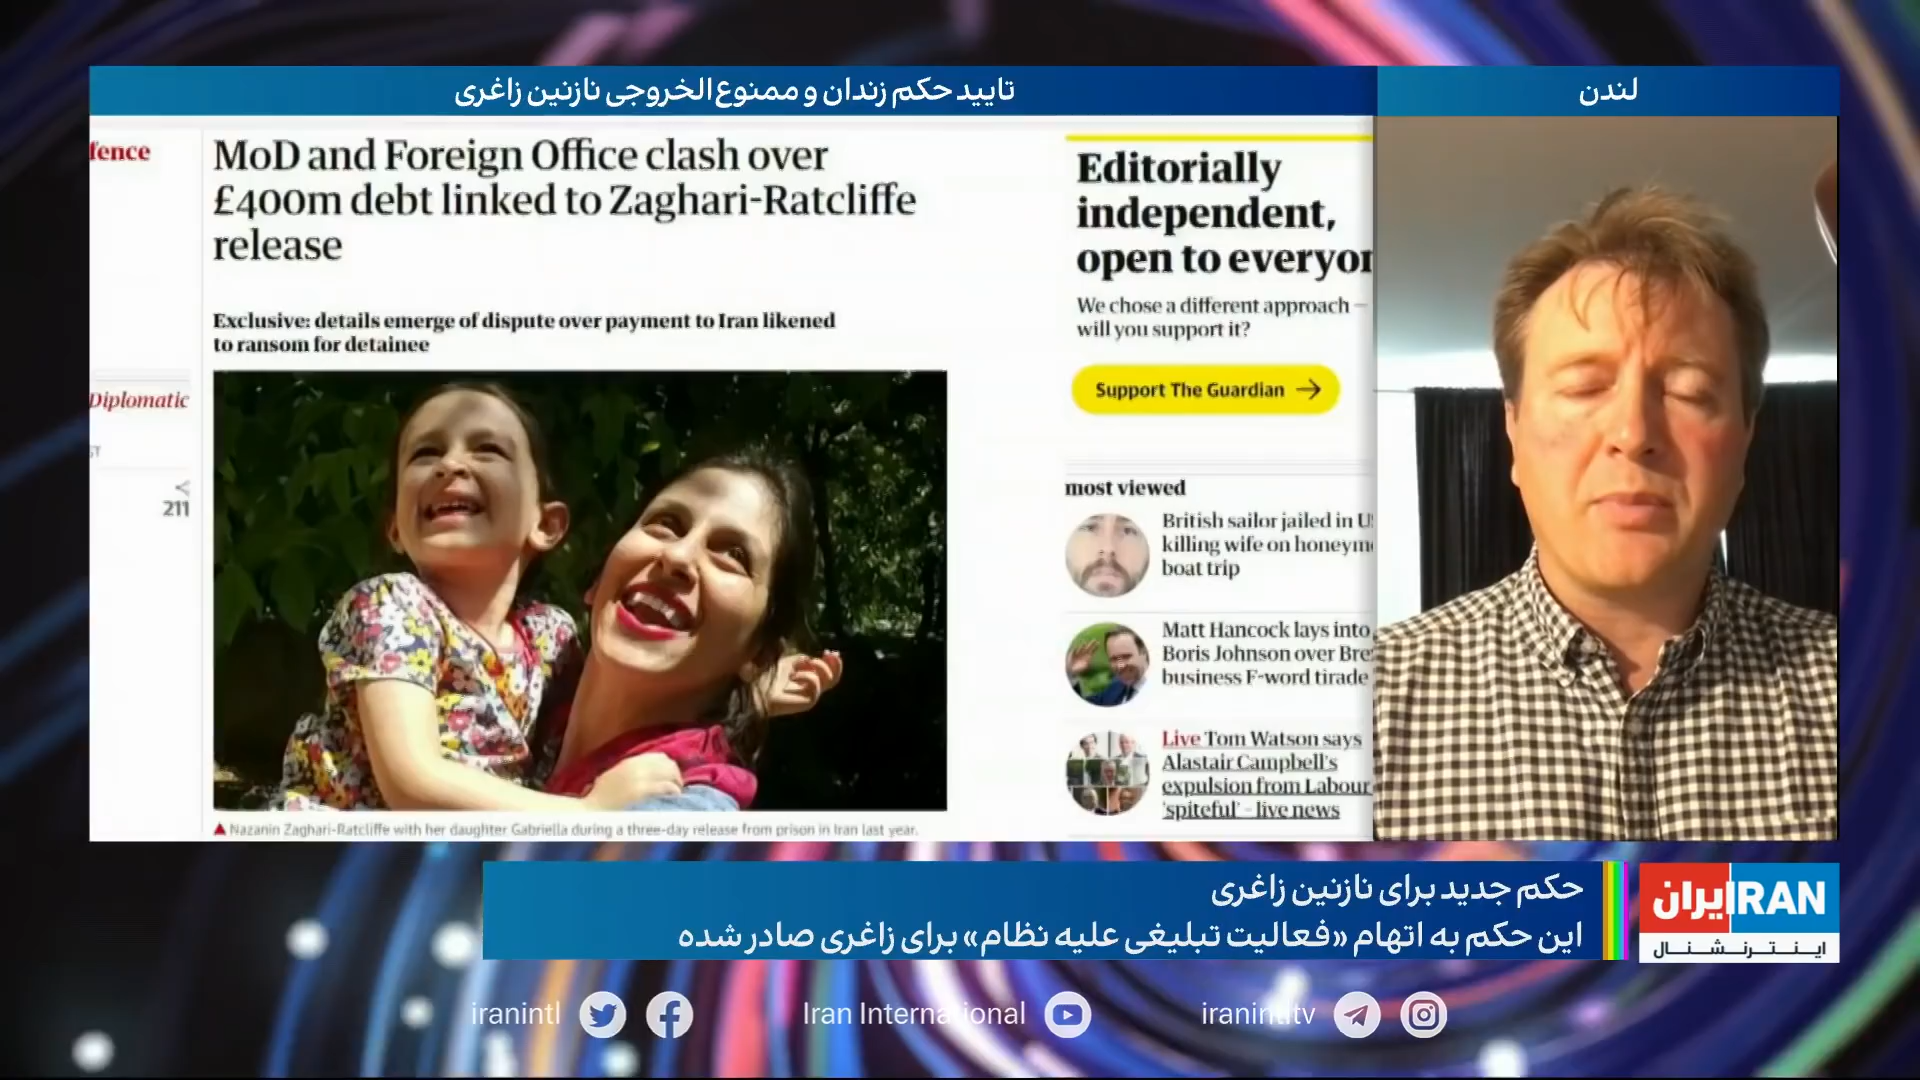 تایید حکم زندان و ممنوع‌الخروجی نازنین زاغری
لندن
fence
MoD and Foreign Office clash over
£400m debt linked to Zaghari-Ratcliffe
release
Exclusive: details emerge of dispute over payment to Iran likened
to ransom for detainee
Diplomatic
211
Nazanin Zaghari-Ratcliffe with her daughter Gabriella during a three-day release from prison in Iran last year.
Editorially
independent,
open to everyon
We chose a different approach –
will you support it?
Support The Guardian →
most viewed
British sailor jailed in US
killing wife on honeym
boat trip
Matt Hancock lays into
Boris Johnson over Bre
business F-word tirade
Live Tom Watson says
Alastair Campbell's
expulsion from Labour
'spiteful' – live news
حکم جدید برای نازنین زاغری
این حکم به اتهام «فعالیت تبلیغی علیه نظام» برای زاغری صادر شده
ایران IRAN
اینترنشنال
iranintl
Iran International
iranintltv